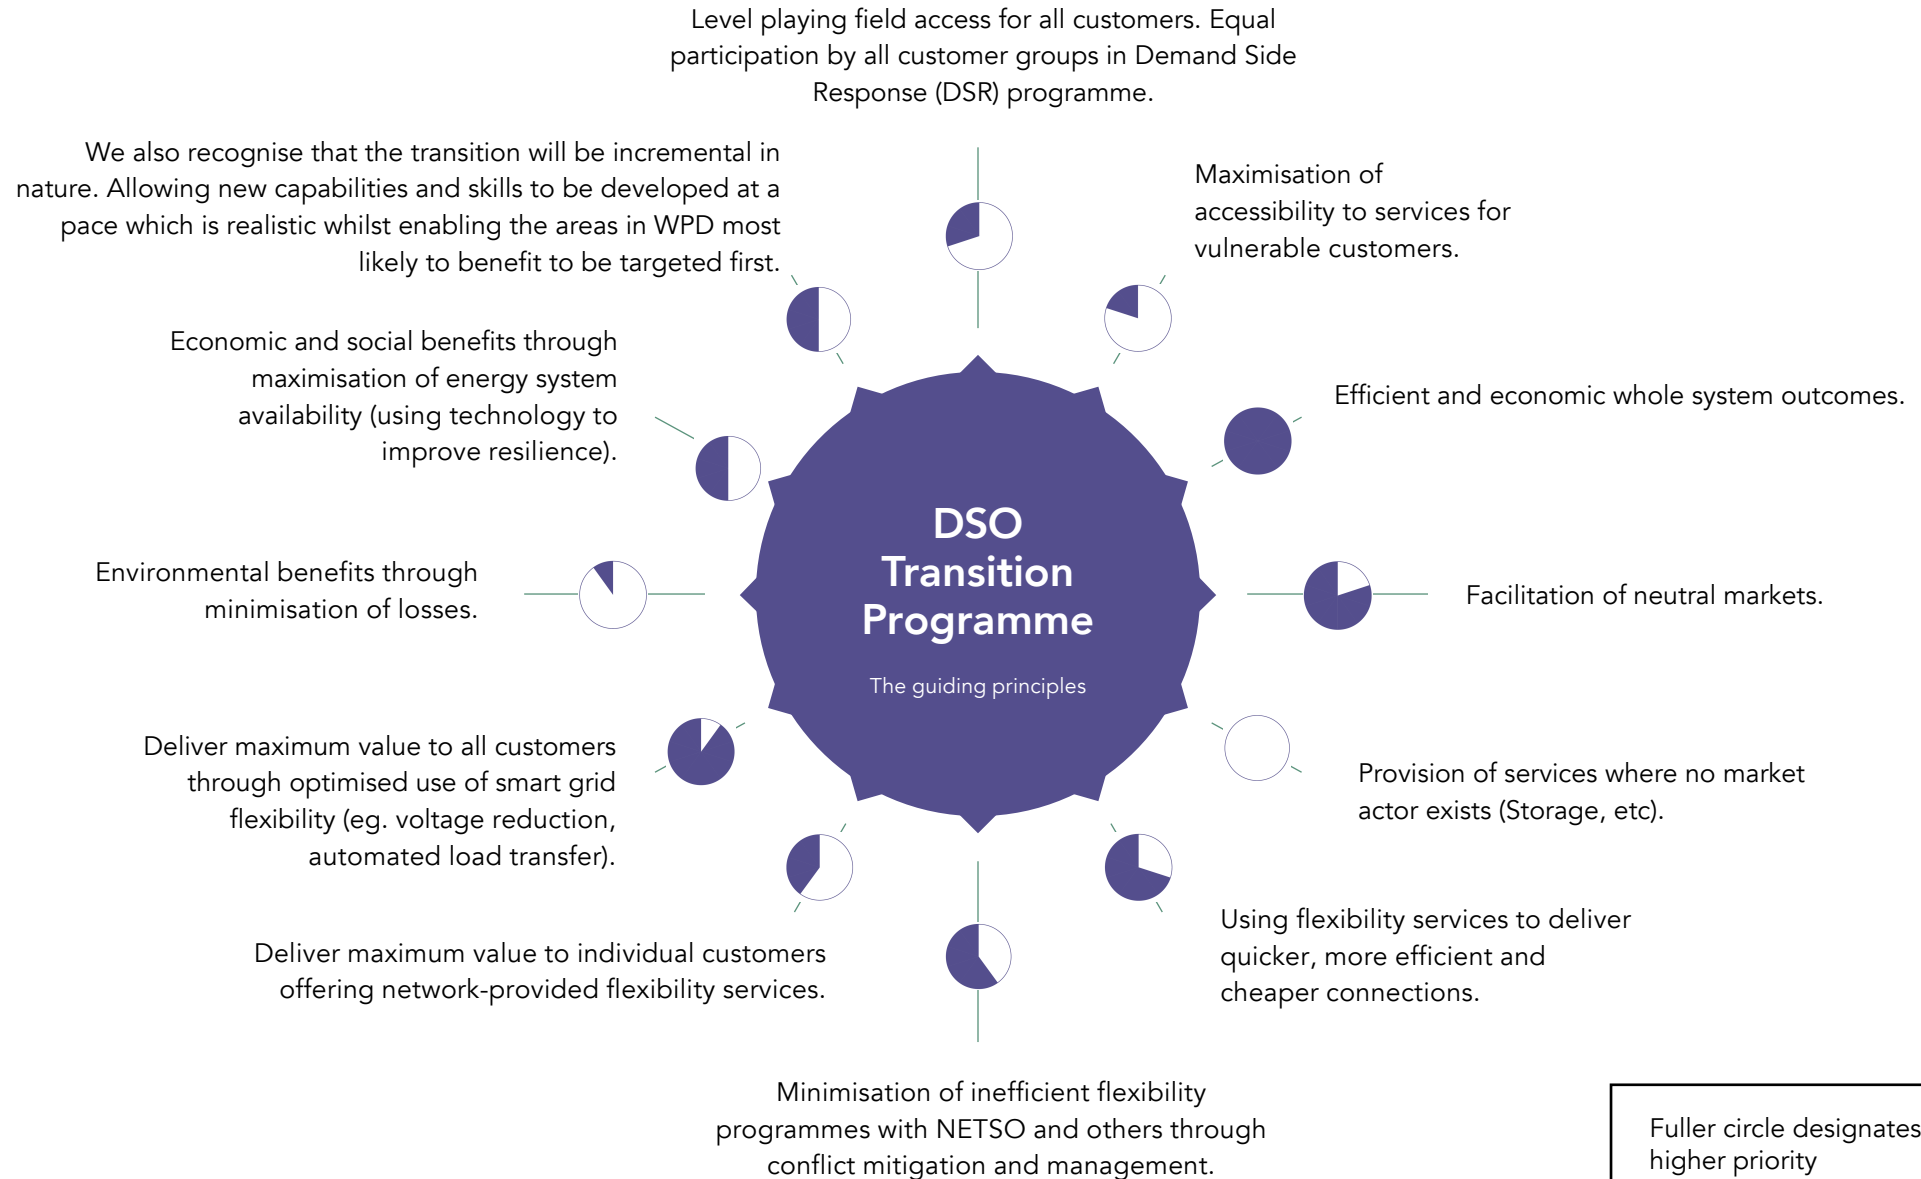 Level playing field access for all customers. Equal
participation by all customer groups in Demand Side
Response (DSR) programme.
We also recognise that the transition will be incremental in
nature. Allowing new capabilities and skills to be developed at a
pace which is realistic whilst enabling the areas in WPD most
likely to benefit to be targeted first.
Maximisation of
accessibility to services for
vulnerable customers.
Economic and social benefits through
maximisation of energy system
availability (using technology to
improve resilience).
Efficient and economic whole system outcomes.
DSO
Transition
Programme
The guiding principles
Environmental benefits through
minimisation of losses.
Facilitation of neutral markets.
Deliver maximum value to all customers
through optimised use of smart grid
flexibility (eg. voltage reduction,
automated load transfer).
Provision of services where no market
actor exists (Storage, etc).
Deliver maximum value to individual customers
offering network-provided flexibility services.
Using flexibility services to deliver
quicker, more efficient and
cheaper connections.
Minimisation of inefficient flexibility
programmes with NETSO and others through
conflict mitigation and management.
Fuller circle designates
higher priority